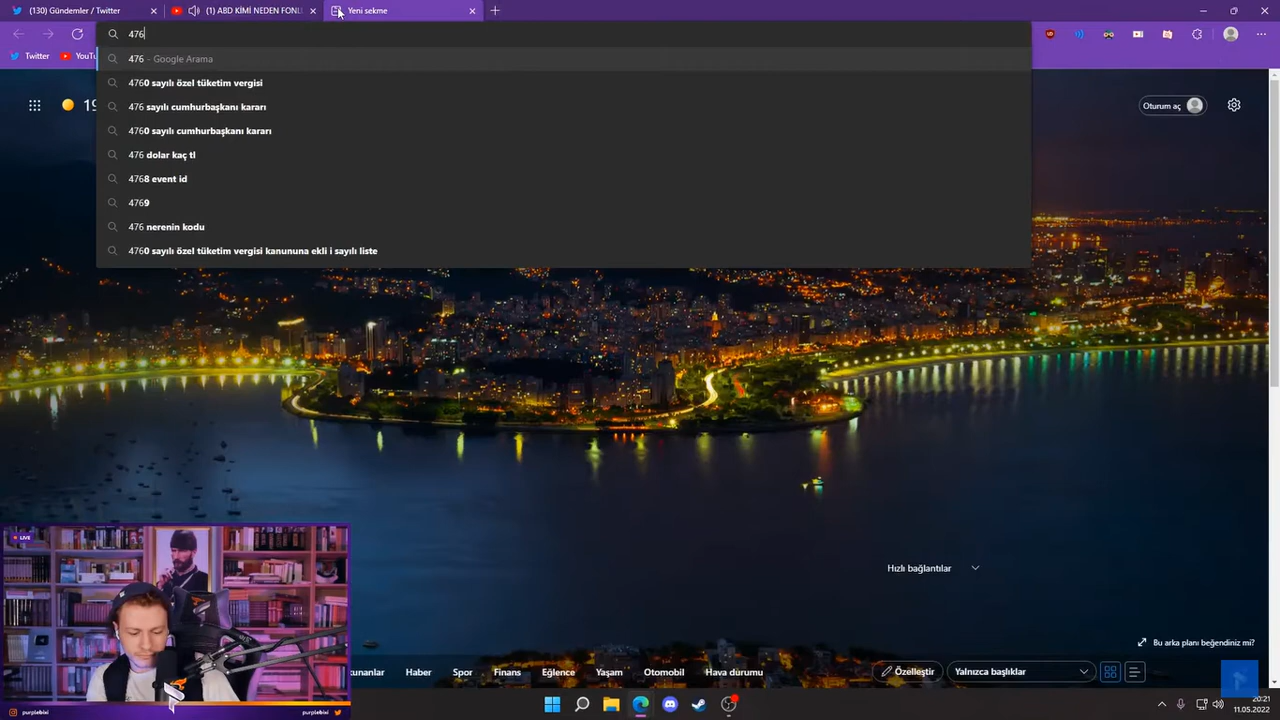 (130) Gündemler / Twitter
(1) ABD KİMİ NEDEN FONL
Yeni sekme
476
Twitter
YouTu
476 - Google Arama
4760 sayılı özel tüketim vergisi
476 sayılı cumhurbaşkanı kararı
4760 sayılı cumhurbaşkanı kararı
476 dolar kaç tl
4768 event id
4769
476 nerenin kodu
4760 sayılı özel tüketim vergisi kanununa ekli i sayılı liste
19
Oturum aç
Hızlı bağlantılar
Bu arka planı beğendiniz mi?
LIVE
kunanlar
Haber
Spor
Finans
Eğlence
Yaşam
Otomobil
Hava durumu
Özelleştir
Yalnızca başlıklar
purplebixi
purplebixi
20:21
11.05.2022